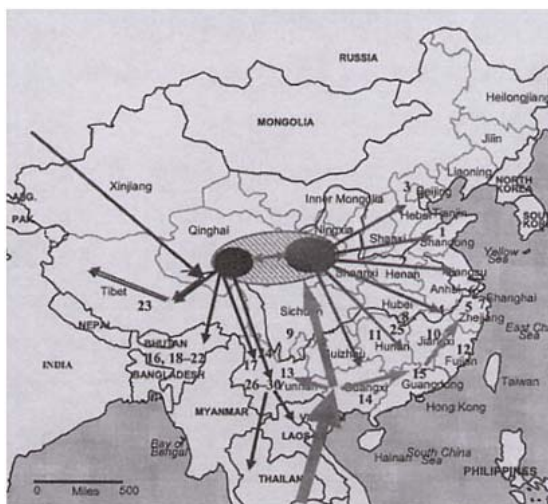 RUSSIA
Heilongjiang
MONGOLIA
Jilin
Liaoning
NORTH
KOREA
Xinjiang
Inner Mongolia
3
Beijing
Hebei
Tianjin
PAK.
Qinghai
Ningxia
Shanxi
1
Shandong
Yellow
Sea
Shaanxi
Henan
Jiangsu
Anhui
Shanghai
Tibet
23
Hubei
4
5
7
Zhejiang
Sichuan
8
East China
NEPAL
9
11
25
10
Jiangxi
BHUTAN
Hunan
12
Fujian
16, 18–22
17
Guizhou
INDIA
BANGLADESH
13
15
Yunnan
26–30
Guangxi
Guangdong
Taiwan
14
Hong Kong
MYANMAR
LAOS
Bay of
Bengal
Hainan
South China
Sea
0
500
Miles
THAILAND
PHILIPPINES